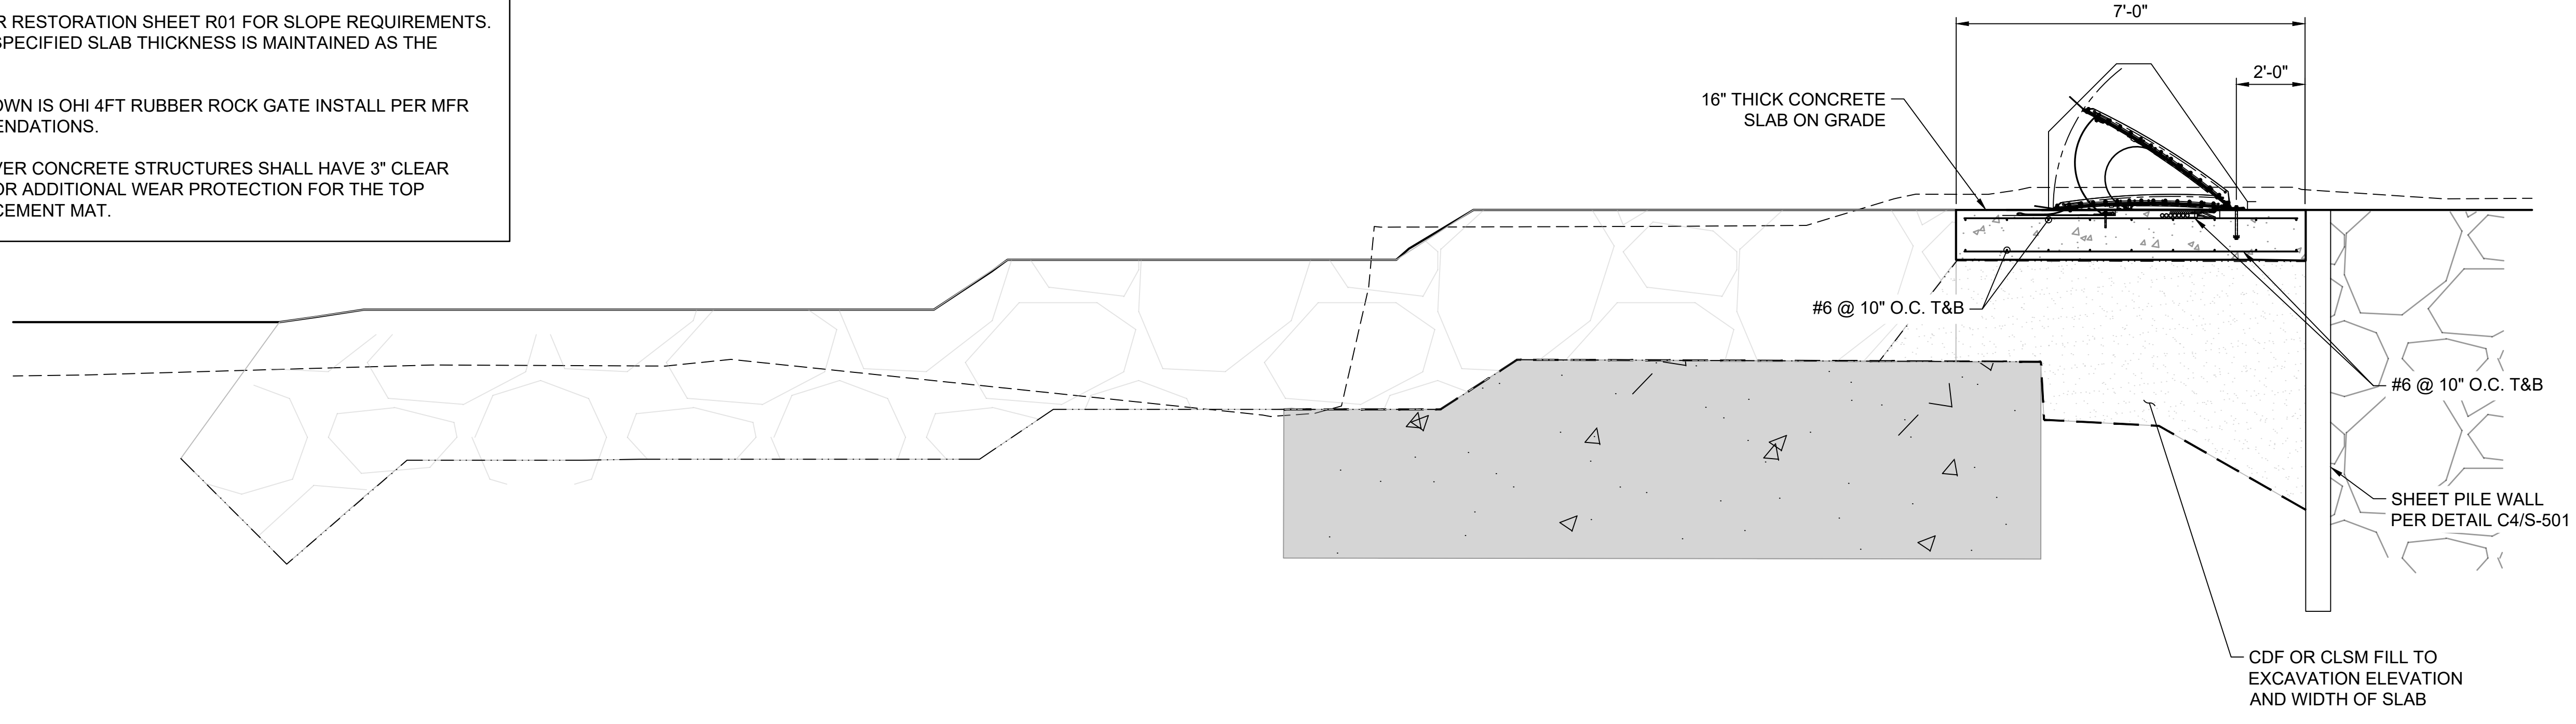 R RESTORATION SHEET R01 FOR SLOPE REQUIREMENTS.
SPECIFIED SLAB THICKNESS IS MAINTAINED AS THE
OWN IS OHI 4FT RUBBER ROCK GATE INSTALL PER MFR
ENDATIONS.
VER CONCRETE STRUCTURES SHALL HAVE 3" CLEAR
OR ADDITIONAL WEAR PROTECTION FOR THE TOP
CEMENT MAT.
7'-0"
2'-0"
16" THICK CONCRETE
SLAB ON GRADE
#6 @ 10" O.C. T&B
#6 @ 10" O.C. T&B
SHEET PILE WALL
PER DETAIL C4/S-501
CDF OR CLSM FILL TO
EXCAVATION ELEVATION
AND WIDTH OF SLAB